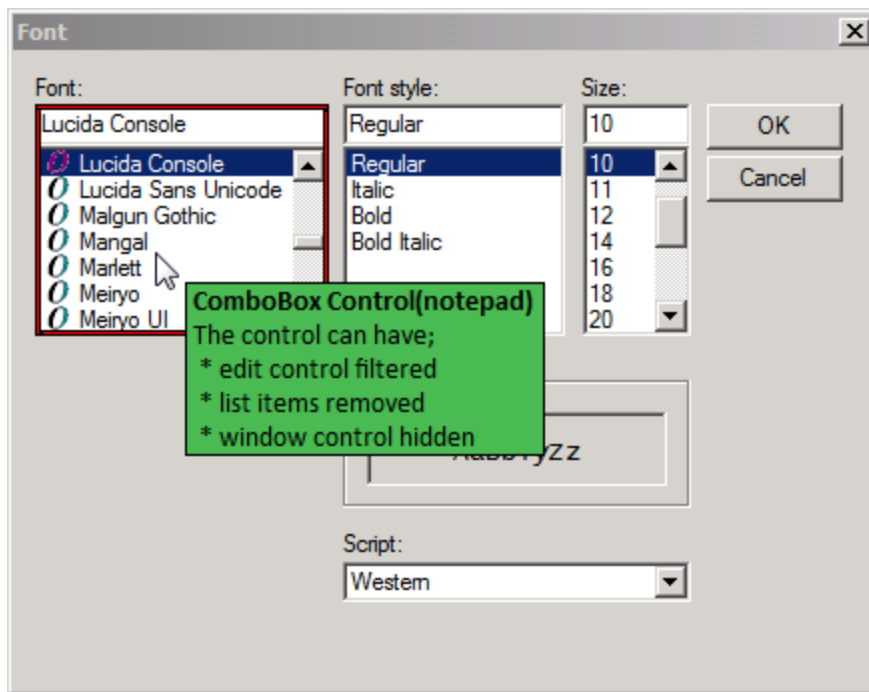 Font
Font:
Lucida Console
Lucida Console
Lucida Sans Unicode
Malgun Gothic
Mangal
Marlett
Meiryo
Meiryo UI
Font style:
Regular
Regular
Italic
Bold
Bold Italic
Size:
10
10
11
12
14
16
18
20
OK
Cancel
ComboBox Control(notepad)
The control can have;
* edit control filtered
* list items removed
* window control hidden
AaBbYyZz
Script:
Western